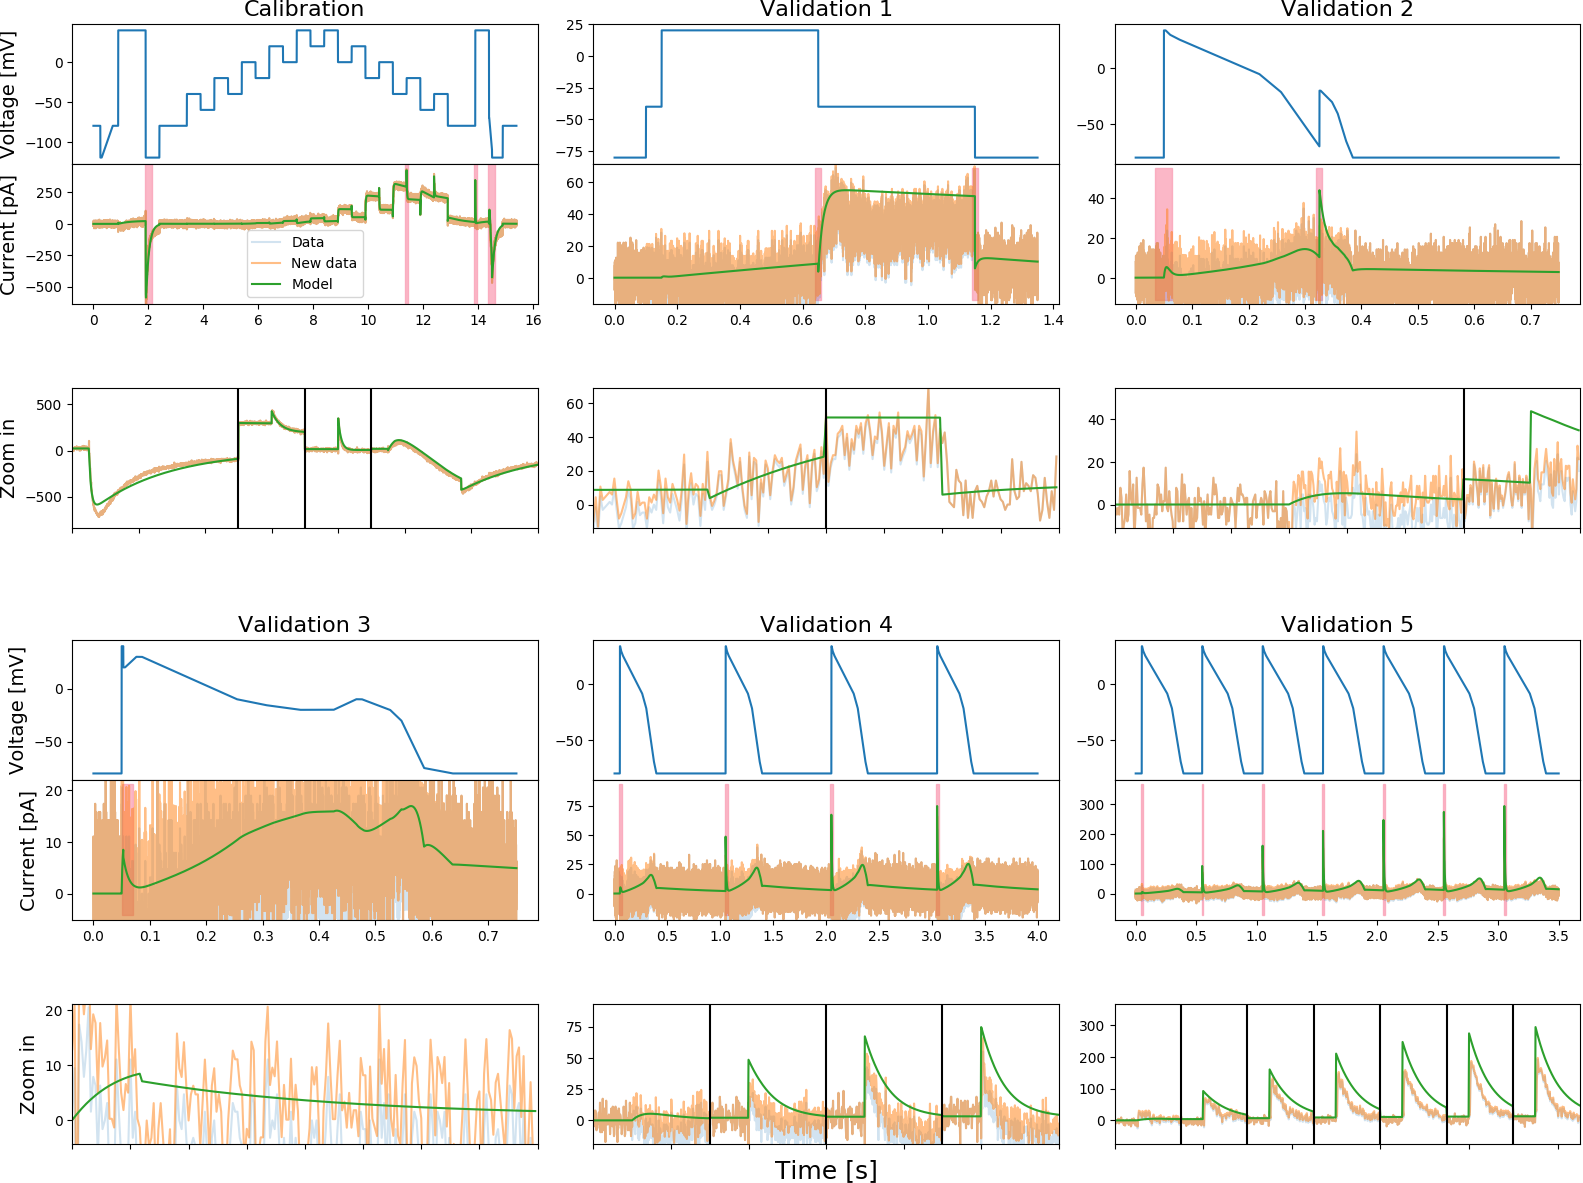 Calibration
Validation 1
Validation 2
Voltage [mV]
0
−50
−100
25
0
−25
−50
−75
0
−50
Current [pA]
250
0
−250
−500
Data
New data
Model
60
40
20
0
40
20
0
0 2 4 6 8 10 12 14 16
0.0 0.2 0.4 0.6 0.8 1.0 1.2 1.4
0.0 0.1 0.2 0.3 0.4 0.5 0.6 0.7
Zoom in
500
0
−500
60
40
20
0
40
20
0
Validation 3
Validation 4
Validation 5
Voltage [mV]
0
−50
0
−50
0
−50
Current [pA]
20
10
0
75
50
25
0
300
200
100
0
0.0 0.1 0.2 0.3 0.4 0.5 0.6 0.7
0.0 0.5 1.0 1.5 2.0 2.5 3.0 3.5 4.0
0.0 0.5 1.0 1.5 2.0 2.5 3.0 3.5
Zoom in
20
10
0
75
50
25
0
300
200
100
0
Time [s]